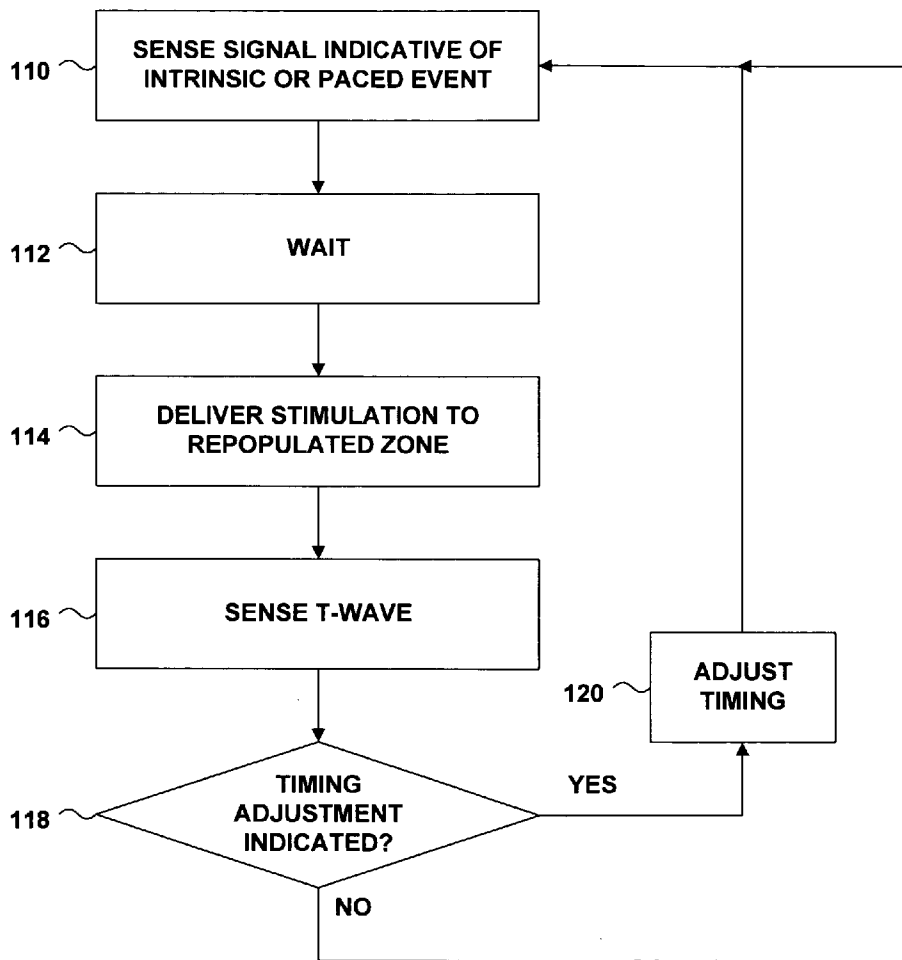 110
SENSE SIGNAL INDICATIVE OF
INTRINSIC OR PACED EVENT
112
WAIT
114
DELIVER STIMULATION TO
REPOPULATED ZONE
116
SENSE T-WAVE
120
ADJUST
TIMING
118
TIMING
ADJUSTMENT
INDICATED?
YES
NO